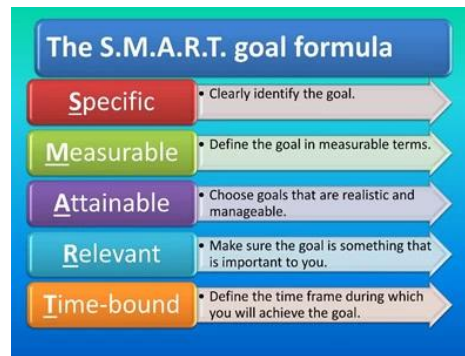 The S.M.A.R.T. goal formula
Specific
• Clearly identify the goal.
Measurable
• Define the goal in measurable terms.
Attainable
• Choose goals that are realistic and
manageable.
Relevant
• Make sure the goal is something that
is important to you.
Time-bound
• Define the time frame during which
you will achieve the goal.